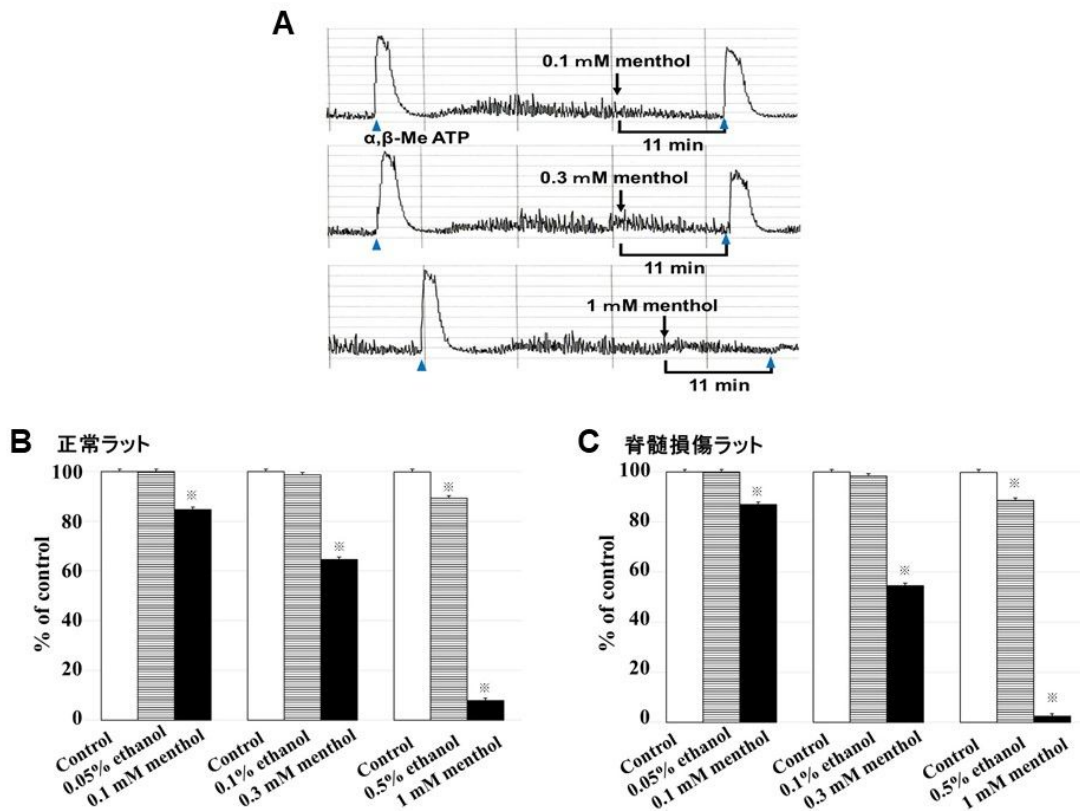 A
0.1 mM menthol
11 min
α,β-Me ATP
0.3 mM menthol
11 min
1 mM menthol
11 min
B 正常ラット
% of control
100
80
60
40
20
0
※
※
※
※
Control
0.05% ethanol
0.1 mM menthol
Control
0.1% ethanol
0.3 mM menthol
Control
0.5% ethanol
1 mM menthol
C 脊髄損傷ラット
% of control
100
80
60
40
20
0
※
※
※
※
Control
0.05% ethanol
0.1 mM menthol
Control
0.1% ethanol
0.3 mM menthol
Control
0.5% ethanol
1 mM menthol